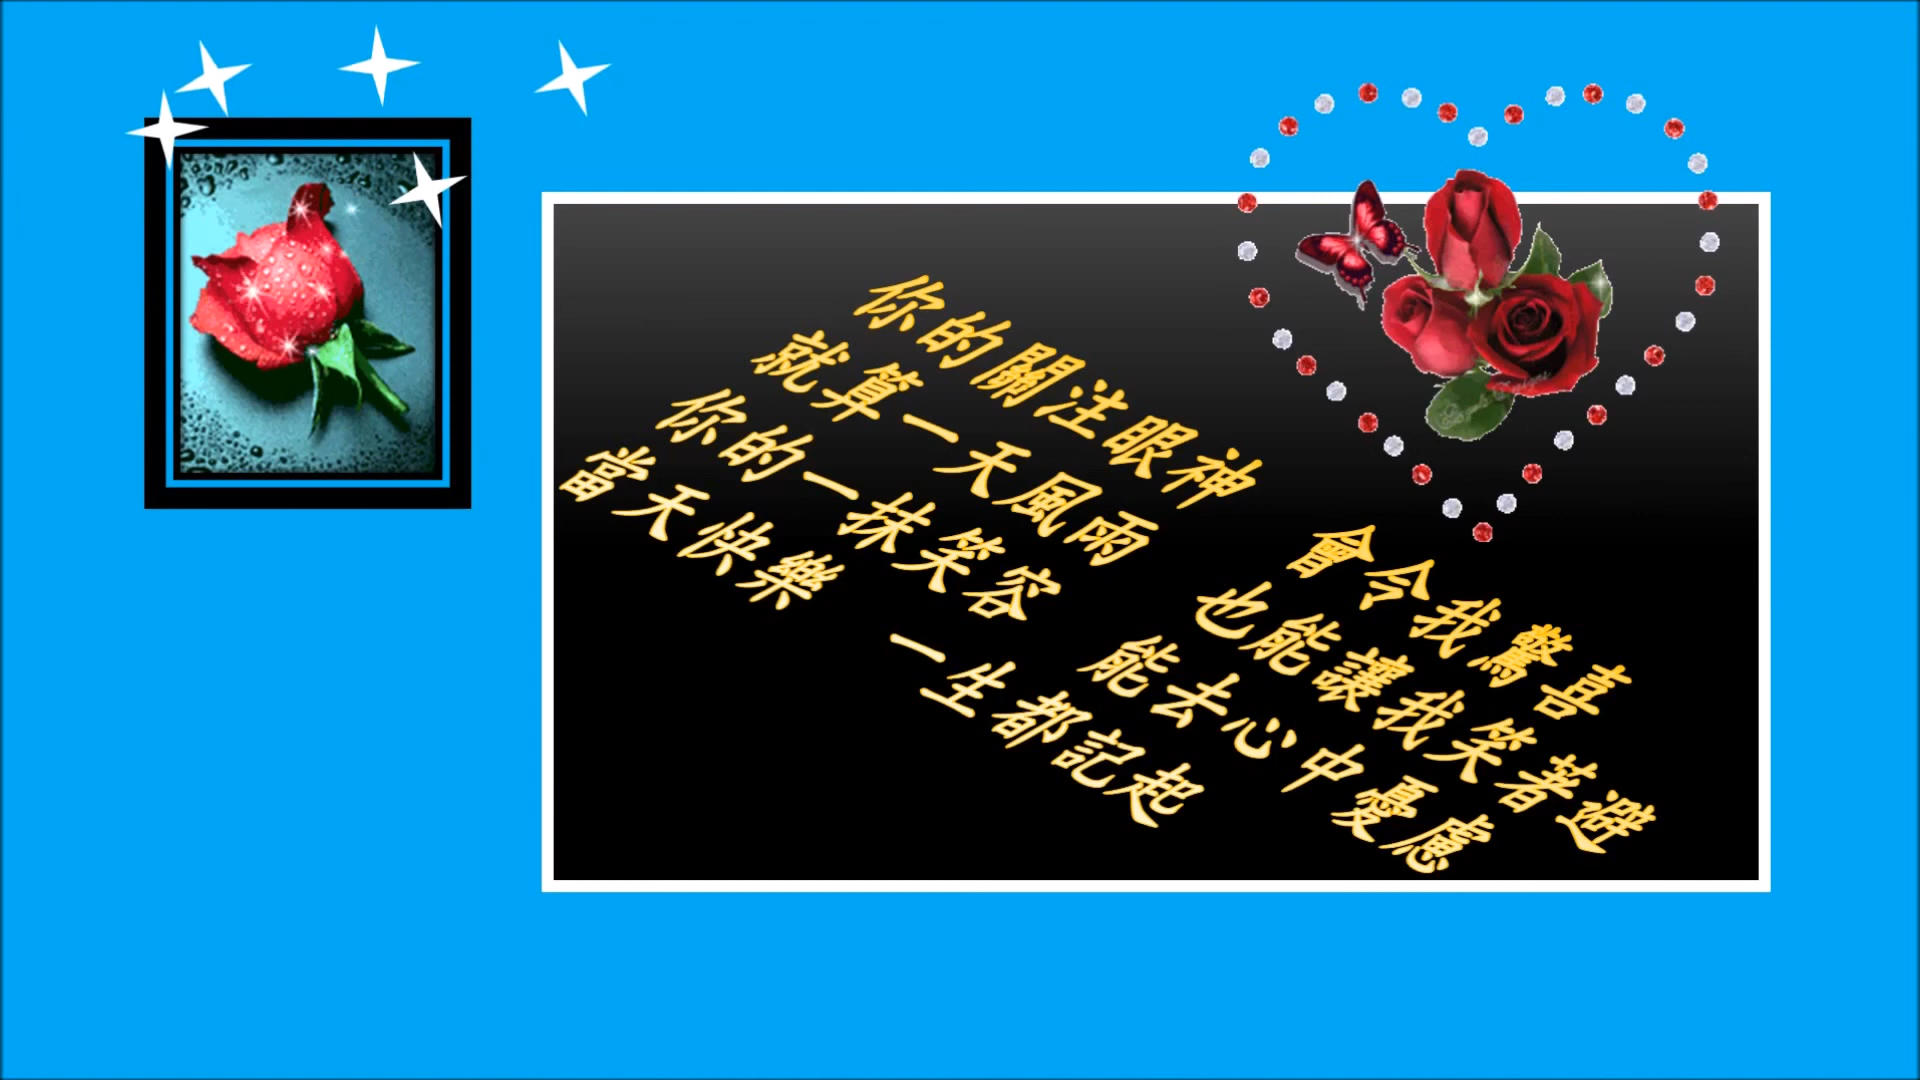 你的關注眼神　會令我驚喜
就算一天風雨　也能讓我笑著避
你的一抹笑容　能去心中憂慮
當天快樂　一生都記起